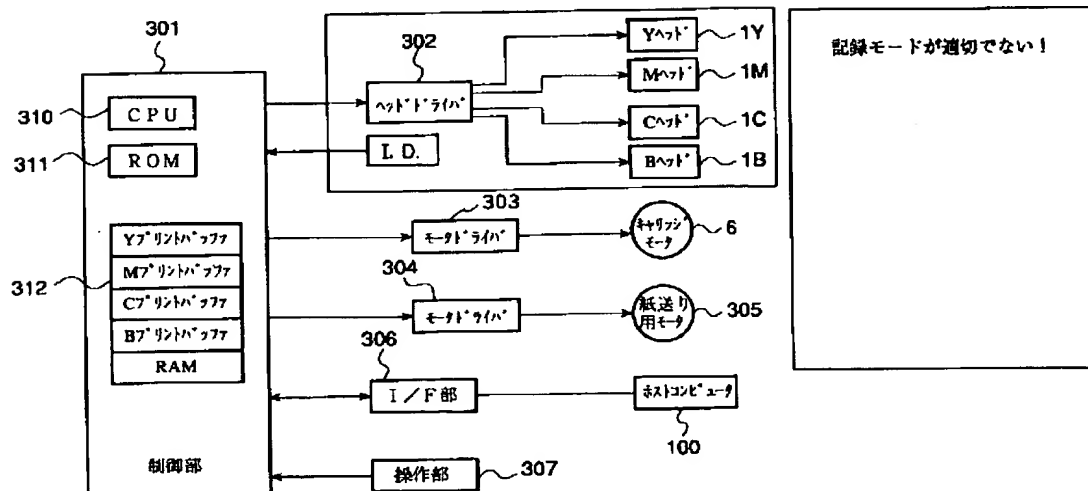 301
310
CPU
311
ROM
312
Yプリントバッファ
Mプリントバッファ
Cプリントバッファ
Bプリントバッファ
RAM
制御部
302
ヘッドドライバ
I.D.
Yヘッド
1Y
Mヘッド
1M
Cヘッド
1C
Bヘッド
1B
303
モータドライバ
キャリッジ
モータ
6
304
モータドライバ
紙送り
用モータ
305
306
I/F部
ホストコンピュータ
100
操作部
307
記録モードが適切でない!